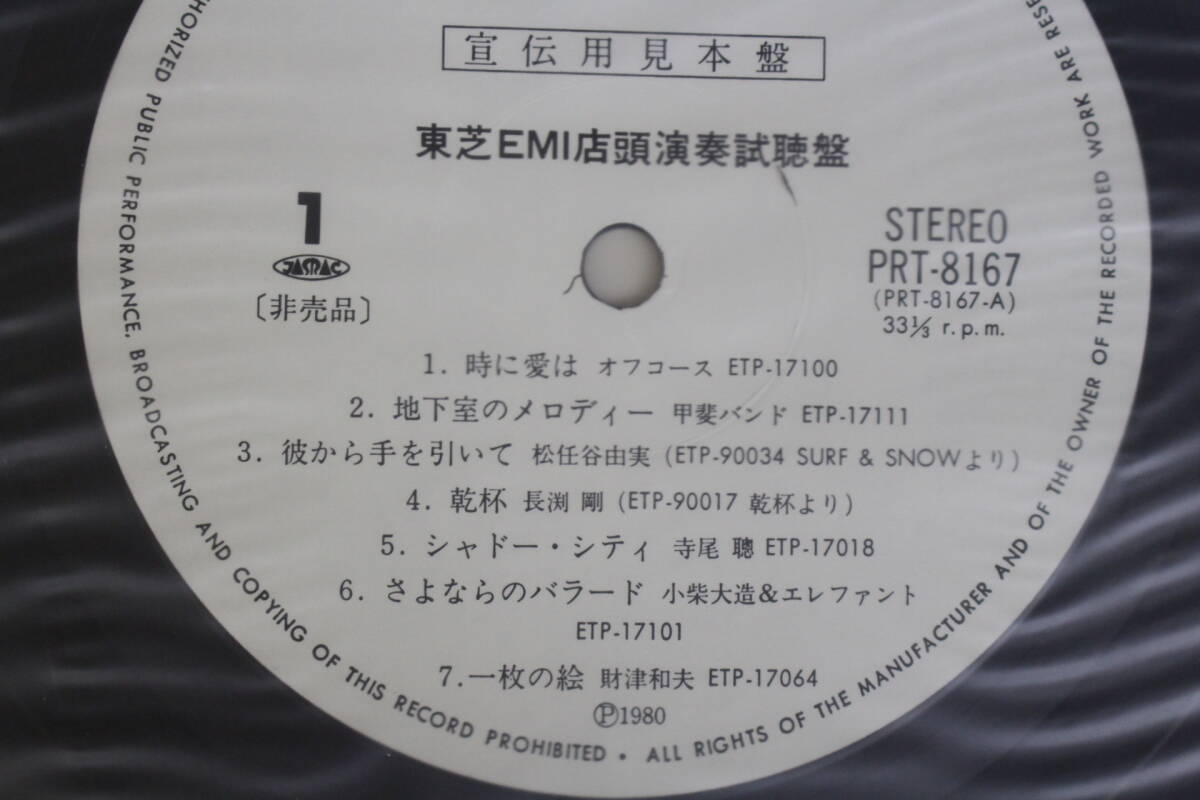 宣伝用見本盤
東芝EMI店頭演奏試聴盤
1
JASRAC
〔非売品〕
STEREO
PRT-8167
(PRT-8167-A)
33⅓ r.p.m.
1. 時に愛は オフコース ETP-17100
2. 地下室のメロディー 甲斐バンド ETP-17111
3. 彼から手を引いて 松任谷由実 (ETP-90034 SURF & SNOWより)
4. 乾杯 長渕 剛 (ETP-90017 乾杯より)
5. シャドー・シティ 寺尾 聰 ETP-17018
6. さよならのバラード 小柴大造&エレファント
ETP-17101
7. 一枚の絵 財津和夫 ETP-17064
Ⓟ1980
PUBLIC PERFORMANCE, BROADCASTING AND COPYING OF THIS RECORD PROHIBITED • ALL RIGHTS OF THE MANUFACTURER AND OF THE OWNER OF THE RECORDED WORK ARE